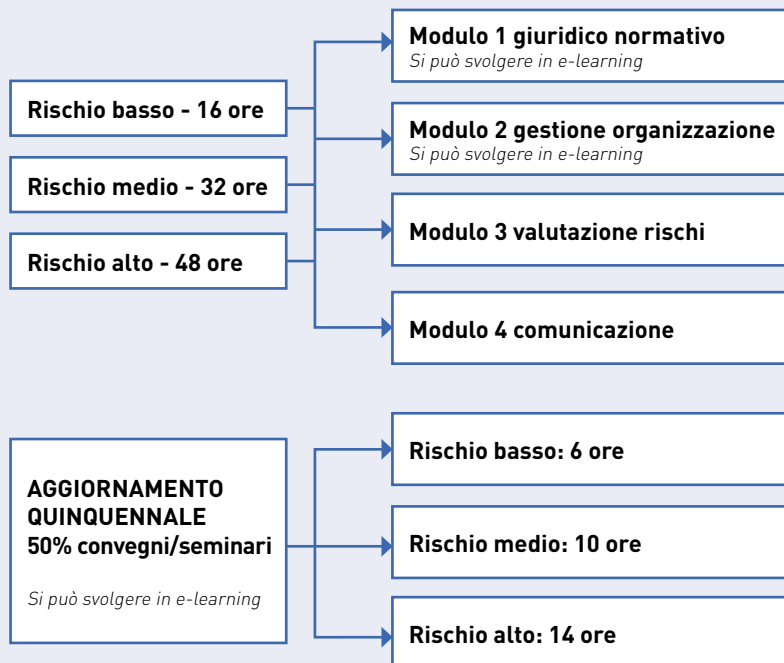 Rischio basso - 16 ore
Rischio medio - 32 ore
Rischio alto - 48 ore
Modulo 1 giuridico normativo
Si può svolgere in e-learning
Modulo 2 gestione organizzazione
Si può svolgere in e-learning
Modulo 3 valutazione rischi
Modulo 4 comunicazione
AGGIORNAMENTO
QUINQUENNALE
50% convegni/seminari
Si può svolgere in e-learning
Rischio basso: 6 ore
Rischio medio: 10 ore
Rischio alto: 14 ore